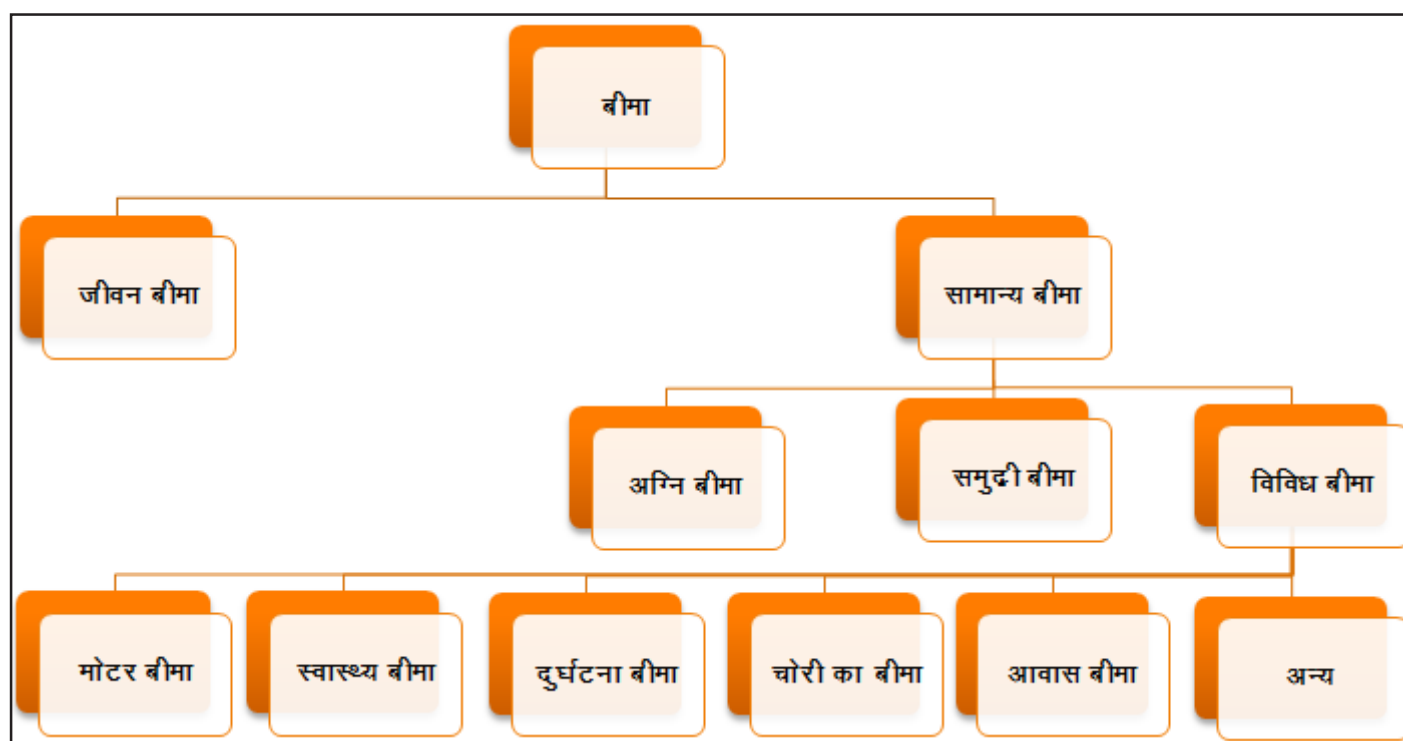 बीमा
जीवन बीमा
सामान्य बीमा
अग्नि बीमा
समुद्री बीमा
विविध बीमा
मोटर बीमा
स्वास्थ्य बीमा
दुर्घटना बीमा
चोरी का बीमा
आवास बीमा
अन्य